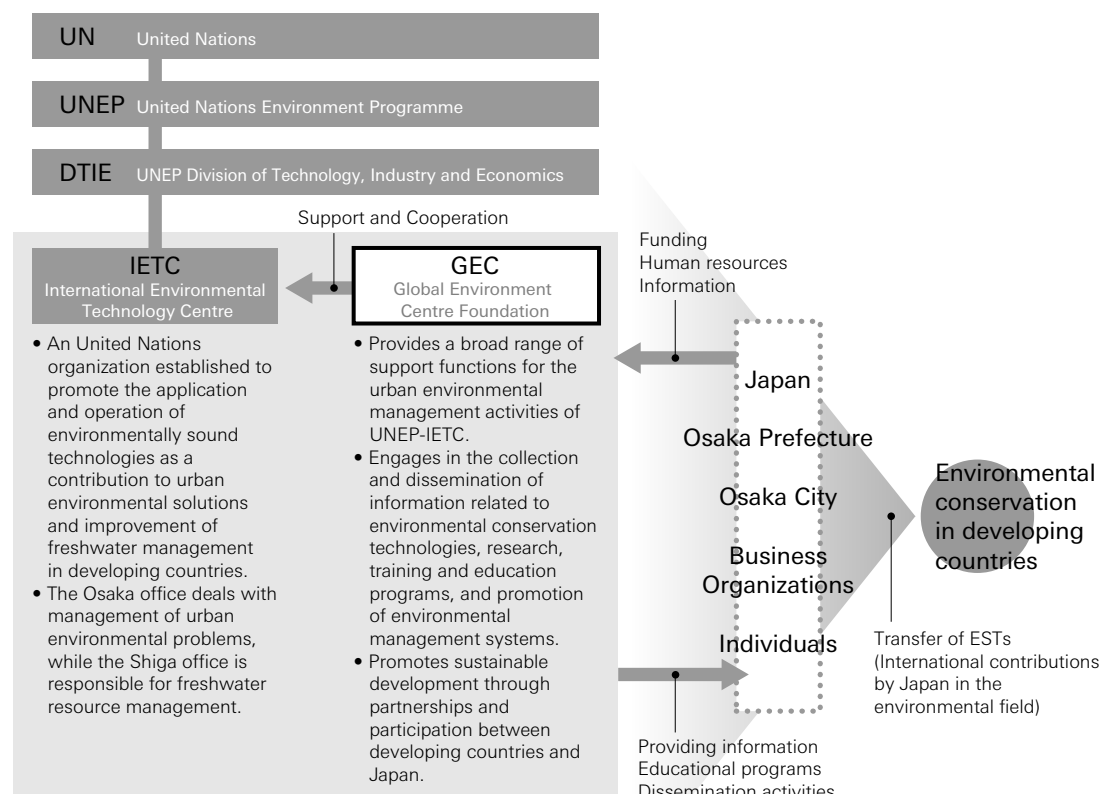 UN United Nations
UNEP United Nations Environment Programme
DTIE UNEP Division of Technology, Industry and Economics
Support and Cooperation
IETC
International Environmental
Technology Centre
• An United Nations
organization established to
promote the application
and operation of
environmentally sound
technologies as a
contribution to urban
environmental solutions
and improvement of
freshwater management
in developing countries.
• The Osaka office deals with
management of urban
environmental problems,
while the Shiga office is
responsible for freshwater
resource management.
GEC
Global Environment
Centre Foundation
• Provides a broad range of
support functions for the
urban environmental
management activities of
UNEP-IETC.
• Engages in the collection
and dissemination of
information related to
environmental conservation
technologies, research,
training and education
programs, and promotion
of environmental
management systems.
• Promotes sustainable
development through
partnerships and
participation between
developing countries and
Japan.
Funding
Human resources
Information
Japan
Osaka Prefecture
Osaka City
Business
Organizations
Individuals
Providing information
Educational programs
Dissemination activities
Environmental
conservation
in developing
countries
Transfer of ESTs
(International contributions
by Japan in the
environmental field)